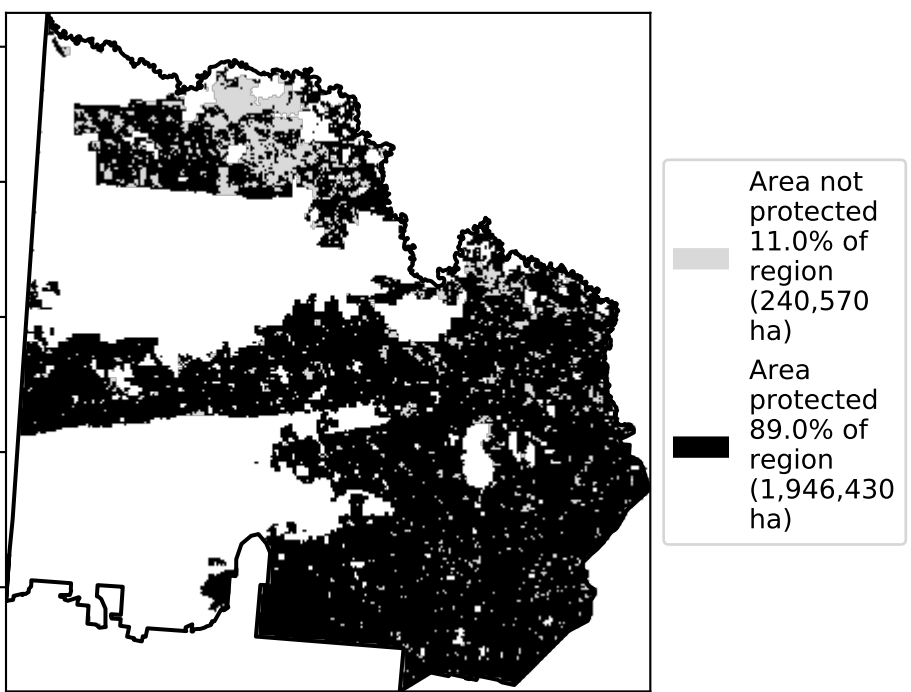 Area not
protected
11.0% of
region
(240,570
ha)
Area
protected
89.0% of
region
(1,946,430
ha)